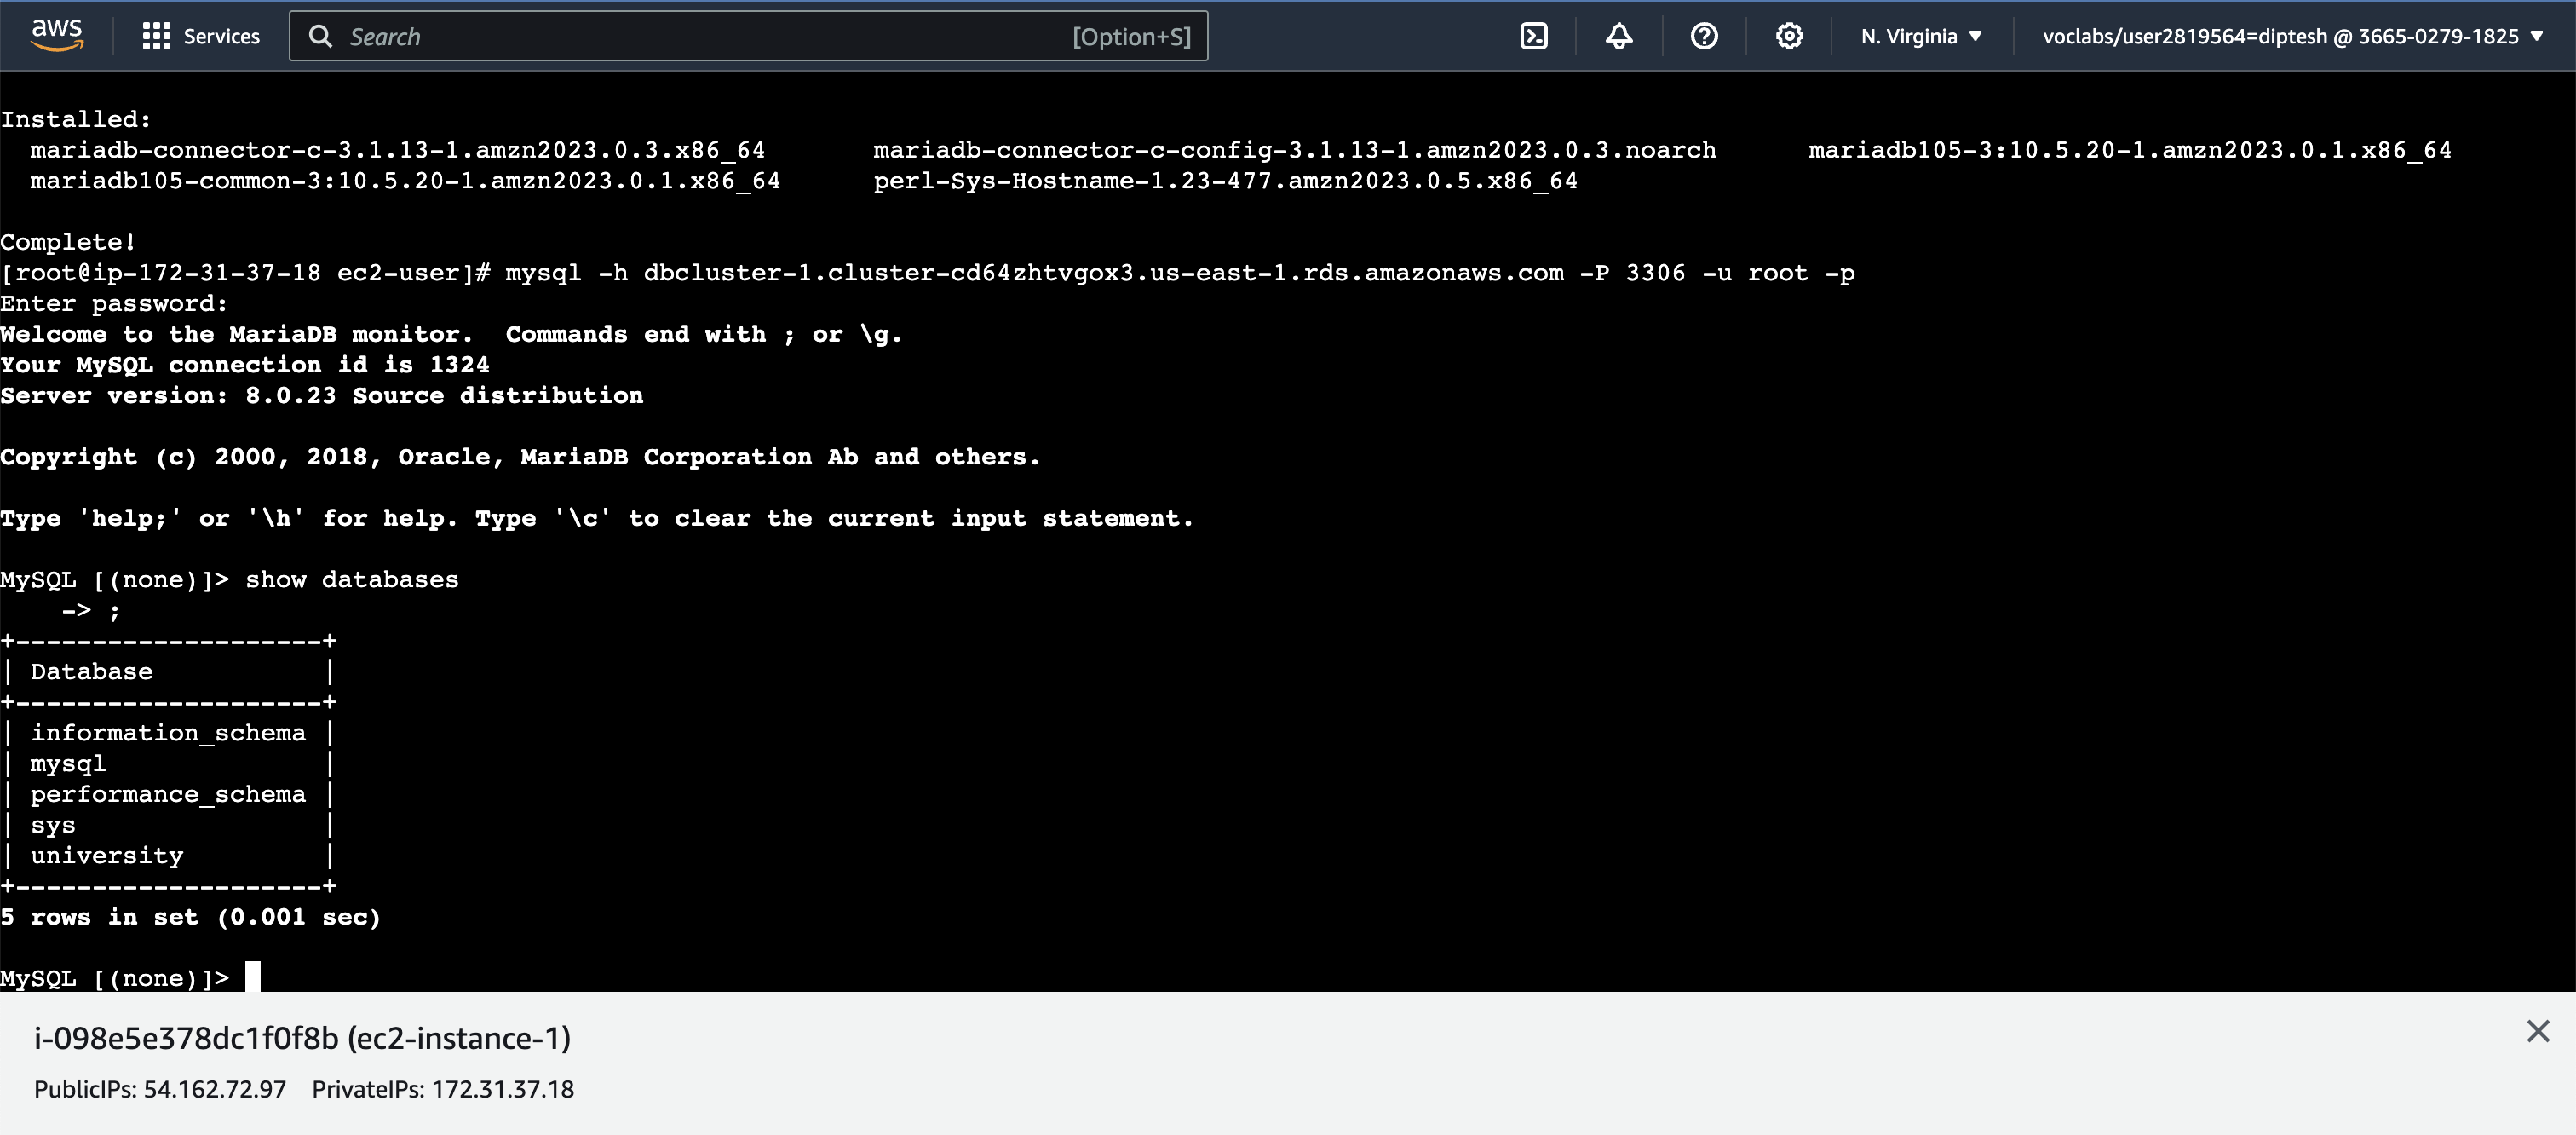 aws Services Search [Option+S] N. Virginia voclabs/user2819564=diptesh @ 3665-0279-1825
Installed:
  mariadb-connector-c-3.1.13-1.amzn2023.0.3.x86_64       mariadb-connector-c-config-3.1.13-1.amzn2023.0.3.noarch      mariadb105-3:10.5.20-1.amzn2023.0.1.x86_64
  mariadb105-common-3:10.5.20-1.amzn2023.0.1.x86_64      perl-Sys-Hostname-1.23-477.amzn2023.0.5.x86_64
Complete!
[root@ip-172-31-37-18 ec2-user]# mysql -h dbcluster-1.cluster-cd64zhtvgox3.us-east-1.rds.amazonaws.com -P 3306 -u root -p
Enter password:
Welcome to the MariaDB monitor.  Commands end with ; or \g.
Your MySQL connection id is 1324
Server version: 8.0.23 Source distribution
Copyright (c) 2000, 2018, Oracle, MariaDB Corporation Ab and others.
Type 'help;' or '\h' for help. Type '\c' to clear the current input statement.
MySQL [(none)]> show databases
    -> ;
+--------------------+
| Database           |
+--------------------+
| information_schema |
| mysql              |
| performance_schema |
| sys                |
| university         |
+--------------------+
5 rows in set (0.001 sec)
MySQL [(none)]>
i-098e5e378dc1f0f8b (ec2-instance-1)
PublicIPs: 54.162.72.97 PrivateIPs: 172.31.37.18